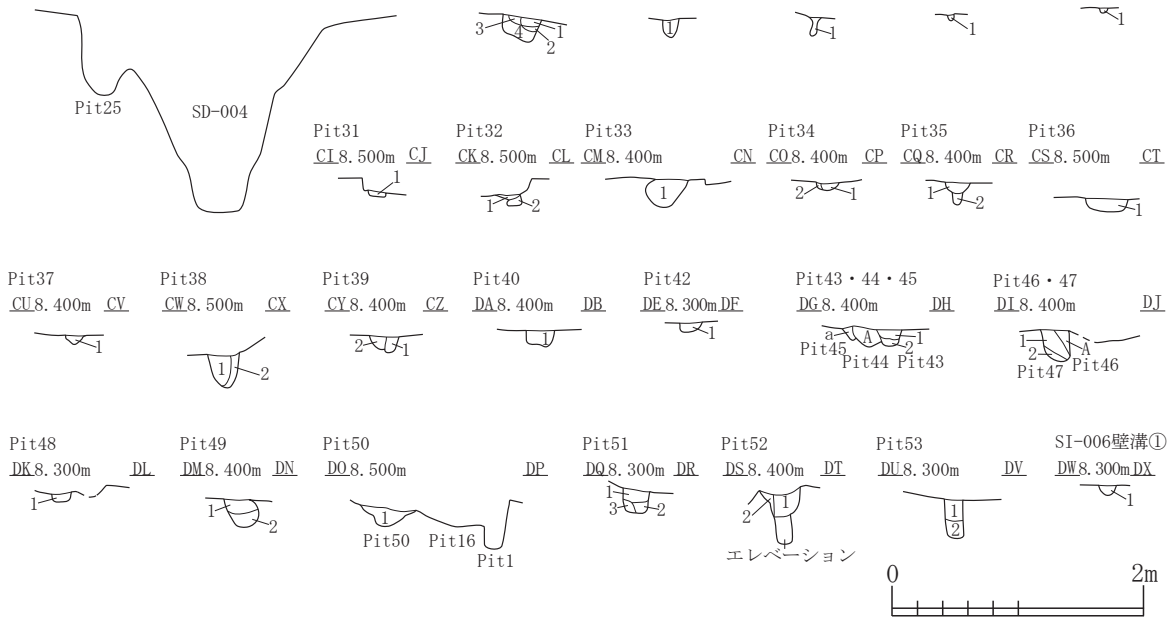 3 4 1 2 1 1 1 1
Pit25 SD-004
Pit31 Pit32 Pit33 Pit34 Pit35 Pit36
CI 8.500m CJ CK 8.500m CL CM 8.400m CN CO 8.400m CP CQ 8.400m CR CS 8.500m CT
1 1 2 1 2 1 1 2 1
Pit37 Pit38 Pit39 Pit40 Pit42 Pit43・44・45 Pit46・47
CU 8.400m CV CW 8.500m CX CY 8.400m CZ DA 8.400m DB DE 8.300m DF DG 8.400m DH DI 8.400m DJ
1 1 2 2 1 1 1 a A 1 2 1 2 A
Pit45 Pit44 Pit43 Pit47 Pit46
Pit48 Pit49 Pit50 Pit51 Pit52 Pit53 SI-006壁溝①
DK 8.300m DL DM 8.400m DN DO 8.500m DP DQ 8.300m DR DS 8.400m DT DU 8.300m DV DW 8.300m DX
1 1 2 1 1 3 2 2 1 1 2 1
Pit50 Pit16 Pit1 エレベーション
0 2m